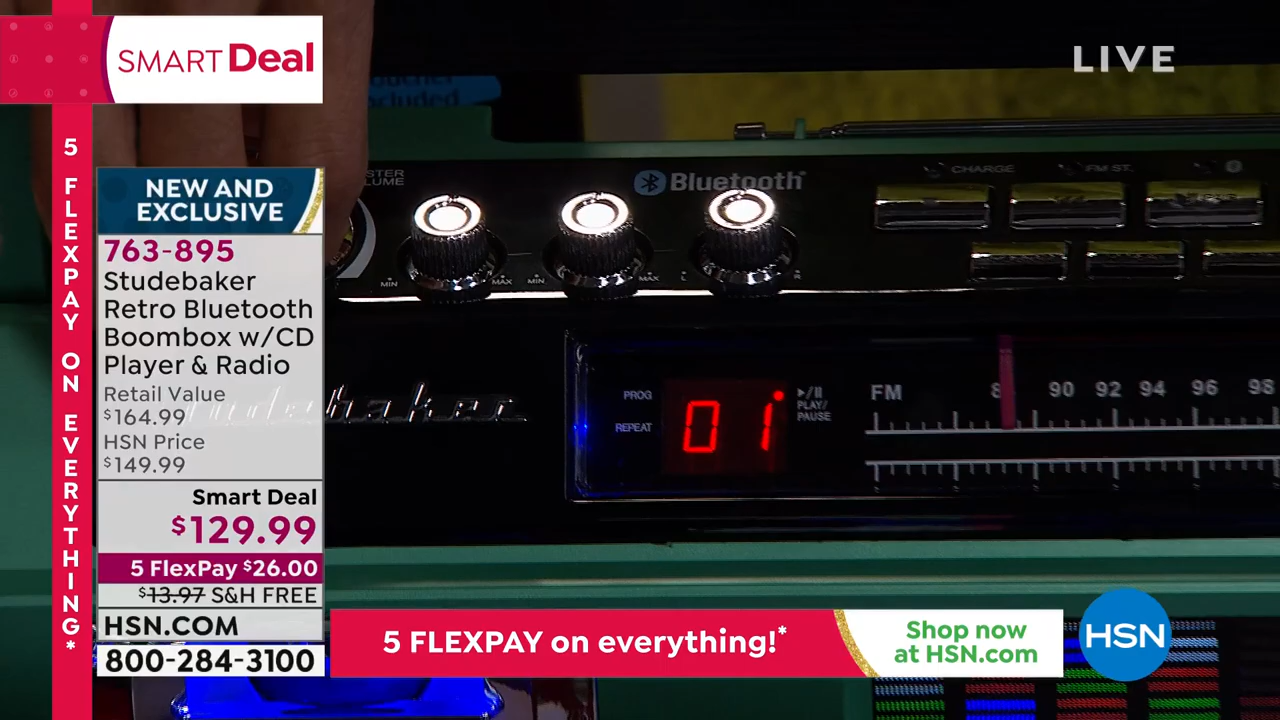 SMART Deal
LIVE
5 FLEXPAY ON EVERYTHING*
NEW AND
EXCLUSIVE
763-895
Studebaker
Retro Bluetooth
Boombox w/CD
Player & Radio
Retail Value
$164.99
HSN Price
$149.99
Smart Deal
$129.99
5 FlexPay $26.00
$13.97 S&H FREE
HSN.COM
800-284-3100
Included
Bluetooth
CHARGE
FM ST.
MIN
MAX
MIN
MAX
L
R
udebaker
PROG
REPEAT
01
PLAY/
PAUSE
FM
90 92 94 96 98
5 FLEXPAY on everything!*
Shop now
at HSN.com
HSN